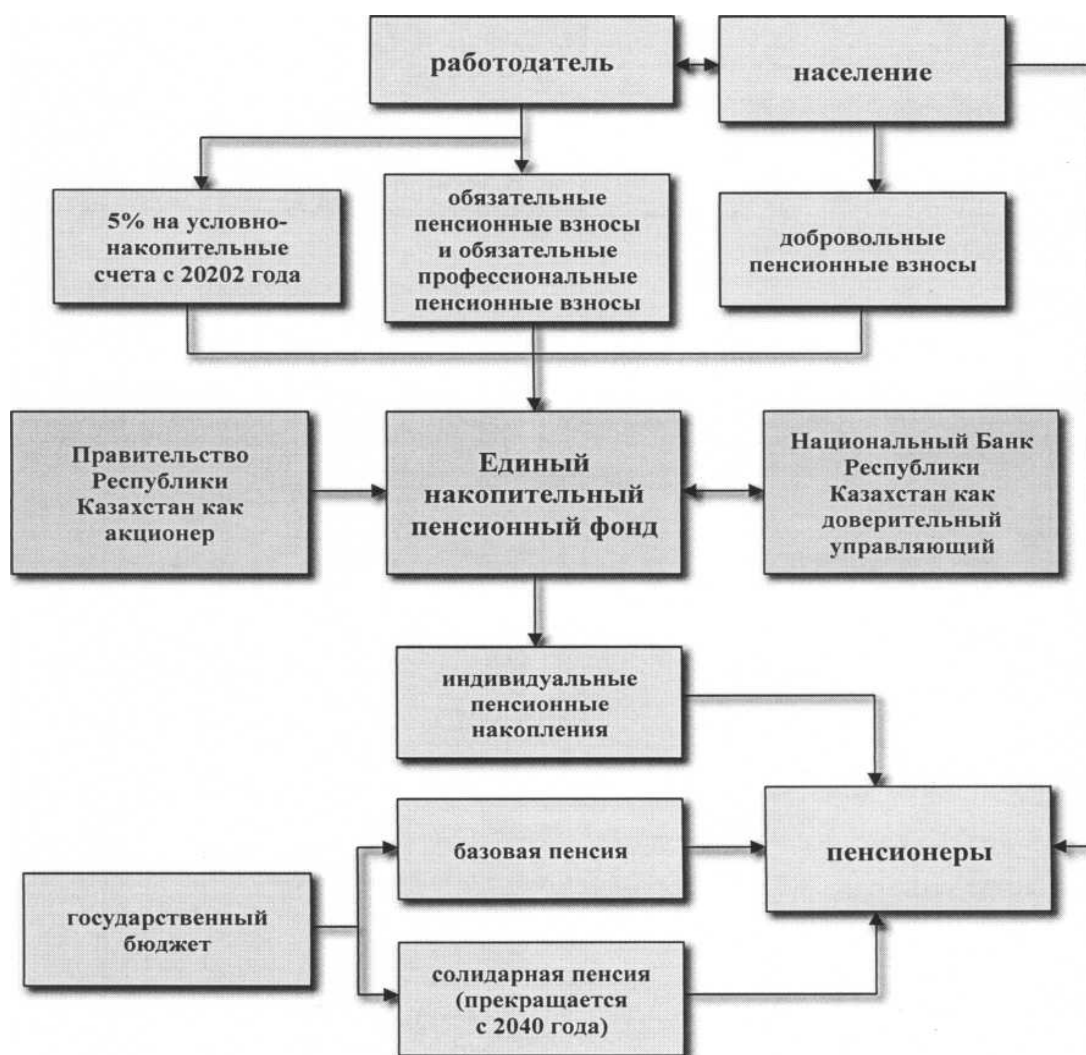 работодатель
население
5% на условно-
накопительные
счета с 20202 года
обязательные
пенсионные взносы
и обязательные
профессиональные
пенсионные взносы
добровольные
пенсионные взносы
Правительство
Республики
Казахстан как
акционер
Единый
накопительный
пенсионный фонд
Национальный Банк
Республики
Казахстан как
доверительный
управляющий
индивидуальные
пенсионные
накопления
базовая пенсия
пенсионеры
государственный
бюджет
солидарная пенсия
(прекращается
с 2040 года)